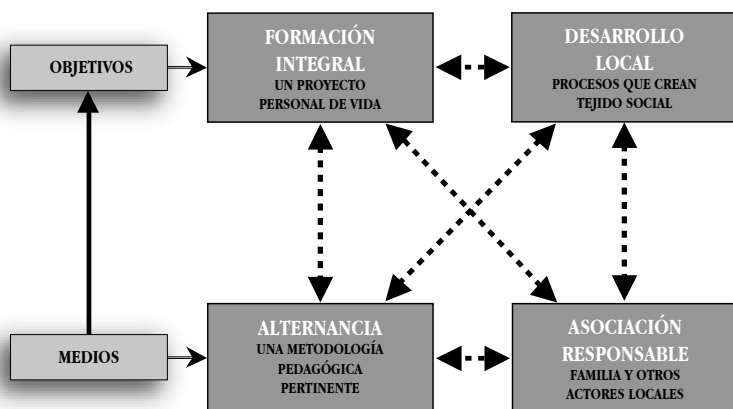 OBJETIVOS
FORMACIÓN
INTEGRAL
UN PROYECTO
PERSONAL DE VIDA
DESARROLLO
LOCAL
PROCESOS QUE CREAN
TEJIDO SOCIAL
MEDIOS
ALTERNANCIA
UNA METODOLOGÍA
PEDAGÓGICA
PERTINENTE
ASOCIACIÓN
RESPONSABLE
FAMILIA Y OTROS
ACTORES LOCALES